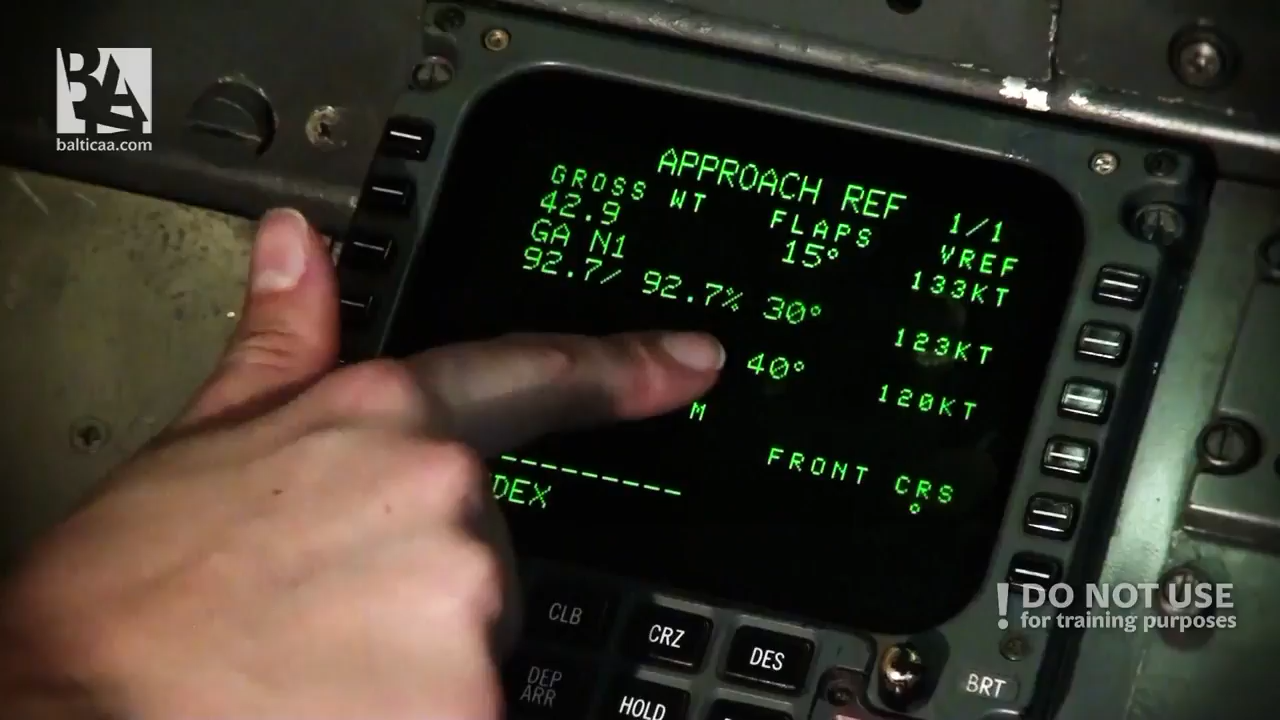 BA
balticaa.com
APPROACH REF 1/1
GROSS WT FLAPS VREF
42.9 15° 133KT
GA N1
92.7/ 92.7% 30° 123KT
40° 120KT
M
FRONT CRS
°
--------
DEX
! DO NOT USE
for training purposes
CLB CRZ DES
DEP ARR HOLD
BRT